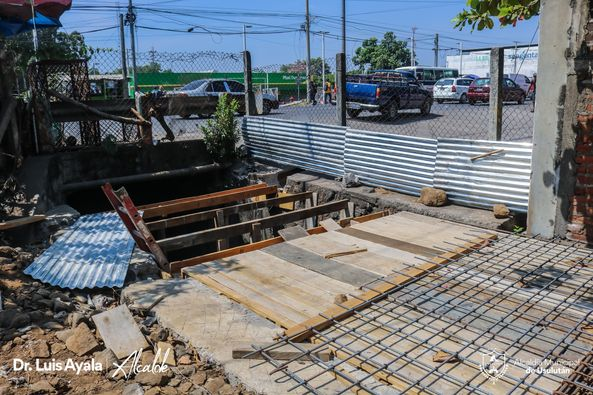 Dr. Luis Ayala
Alcalde
Alcaldía Municipal
de Usulután